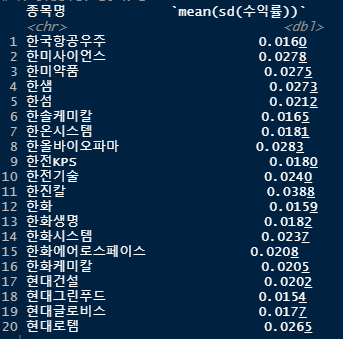 종목명 `mean(sd(수익률))`
<chr> <dbl>
1 한국항공우주 0.0160
2 한미사이언스 0.0278
3 한미약품 0.0275
4 한샘 0.0273
5 한섬 0.0212
6 한솔케미칼 0.0165
7 한온시스템 0.0181
8 한올바이오파마 0.0283
9 한전KPS 0.0180
10 한전기술 0.0240
11 한진칼 0.0388
12 한화 0.0159
13 한화생명 0.0182
14 한화시스템 0.0237
15 한화에어로스페이스 0.0208
16 한화케미칼 0.0205
17 현대건설 0.0202
18 현대그린푸드 0.0154
19 현대글로비스 0.0177
20 현대로템 0.0265